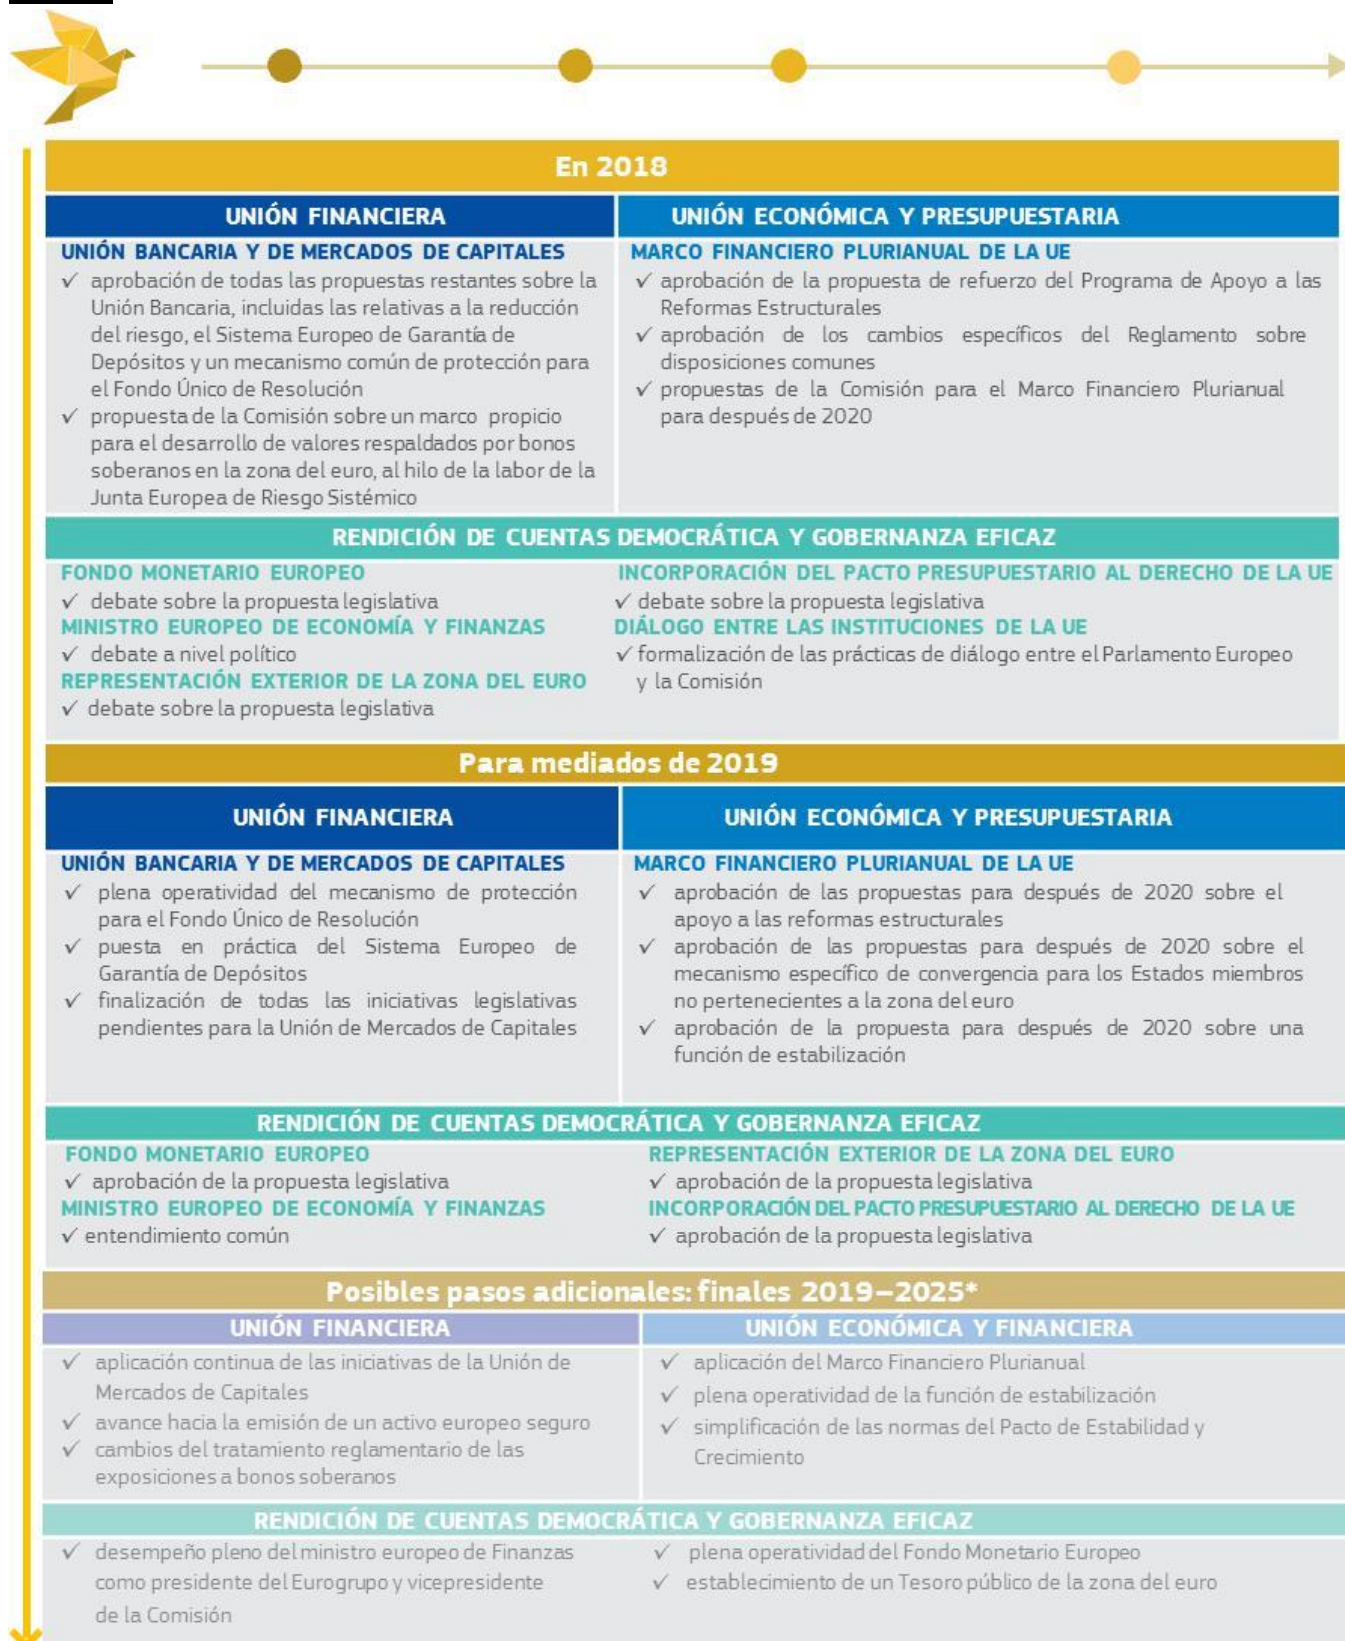 En 2018
UNIÓN FINANCIERA
UNIÓN BANCARIA Y DE MERCADOS DE CAPITALES
✓ aprobación de todas las propuestas restantes sobre la
Unión Bancaria, incluidas las relativas a la reducción
del riesgo, el Sistema Europeo de Garantía de
Depósitos y un mecanismo común de protección para
el Fondo Único de Resolución
✓ propuesta de la Comisión sobre un marco propicio
para el desarrollo de valores respaldados por bonos
soberanos en la zona del euro, al hilo de la labor de la
Junta Europea de Riesgo Sistémico
UNIÓN ECONÓMICA Y PRESUPUESTARIA
MARCO FINANCIERO PLURIANUAL DE LA UE
✓ aprobación de la propuesta de refuerzo del Programa de Apoyo a las
Reformas Estructurales
✓ aprobación de los cambios específicos del Reglamento sobre
disposiciones comunes
✓ propuestas de la Comisión para el Marco Financiero Plurianual
para después de 2020
RENDICIÓN DE CUENTAS DEMOCRÁTICA Y GOBERNANZA EFICAZ
FONDO MONETARIO EUROPEO
✓ debate sobre la propuesta legislativa
MINISTRO EUROPEO DE ECONOMÍA Y FINANZAS
✓ debate a nivel político
REPRESENTACIÓN EXTERIOR DE LA ZONA DEL EURO
✓ debate sobre la propuesta legislativa
INCORPORACIÓN DEL PACTO PRESUPUESTARIO AL DERECHO DE LA UE
✓ debate sobre la propuesta legislativa
DIÁLOGO ENTRE LAS INSTITUCIONES DE LA UE
✓ formalización de las prácticas de diálogo entre el Parlamento Europeo
y la Comisión
Para mediados de 2019
UNIÓN FINANCIERA
UNIÓN BANCARIA Y DE MERCADOS DE CAPITALES
✓ plena operatividad del mecanismo de protección
para el Fondo Único de Resolución
✓ puesta en práctica del Sistema Europeo de
Garantía de Depósitos
✓ finalización de todas las iniciativas legislativas
pendientes para la Unión de Mercados de Capitales
UNIÓN ECONÓMICA Y PRESUPUESTARIA
MARCO FINANCIERO PLURIANUAL DE LA UE
✓ aprobación de las propuestas para después de 2020 sobre el
apoyo a las reformas estructurales
✓ aprobación de las propuestas para después de 2020 sobre el
mecanismo específico de convergencia para los Estados miembros
no pertenecientes a la zona del euro
✓ aprobación de la propuesta para después de 2020 sobre una
función de estabilización
RENDICIÓN DE CUENTAS DEMOCRÁTICA Y GOBERNANZA EFICAZ
FONDO MONETARIO EUROPEO
✓ aprobación de la propuesta legislativa
MINISTRO EUROPEO DE ECONOMÍA Y FINANZAS
✓ entendimiento común
REPRESENTACIÓN EXTERIOR DE LA ZONA DEL EURO
✓ aprobación de la propuesta legislativa
INCORPORACIÓN DEL PACTO PRESUPUESTARIO AL DERECHO DE LA UE
✓ aprobación de la propuesta legislativa
Posibles pasos adicionales: finales 2019–2025*
UNIÓN FINANCIERA
✓ aplicación continua de las iniciativas de la Unión de
Mercados de Capitales
✓ avance hacia la emisión de un activo europeo seguro
✓ cambios del tratamiento reglamentario de las
exposiciones a bonos soberanos
UNIÓN ECONÓMICA Y FINANCIERA
✓ aplicación del Marco Financiero Plurianual
✓ plena operatividad de la función de estabilización
✓ simplificación de las normas del Pacto de Estabilidad y
Crecimiento
RENDICIÓN DE CUENTAS DEMOCRÁTICA Y GOBERNANZA EFICAZ
✓ desempeño pleno del ministro europeo de Finanzas
como presidente del Eurogrupo y vicepresidente
de la Comisión
✓ plena operatividad del Fondo Monetario Europeo
✓ establecimiento de un Tesoro público de la zona del euro